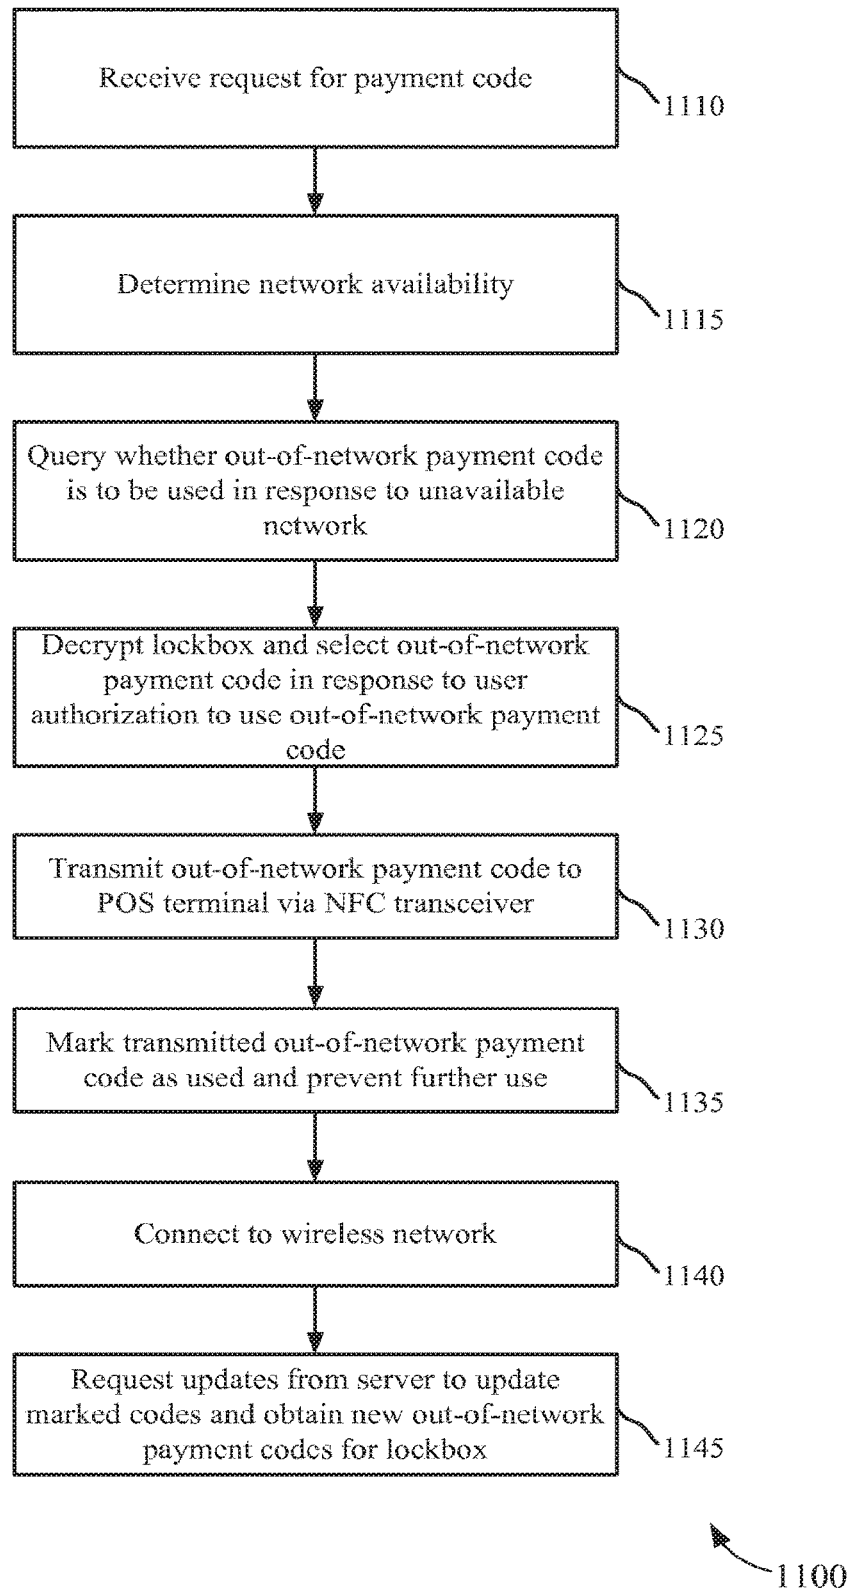 Receive request for payment code
1110
Determine network availability
1115
Query whether out-of-network payment code
is to be used in response to unavailable
network
1120
Decrypt lockbox and select out-of-network
payment code in response to user
authorization to use out-of-network payment
code
1125
Transmit out-of-network payment code to
POS terminal via NFC transceiver
1130
Mark transmitted out-of-network payment
code as used and prevent further use
1135
Connect to wireless network
1140
Request updates from server to update
marked codes and obtain new out-of-network
payment codes for lockbox
1145
1100